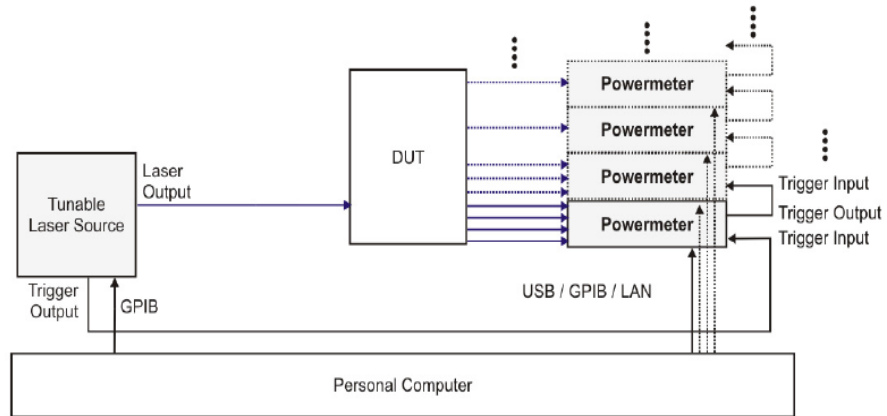 Powermeter
Powermeter
DUT
Powermeter
Powermeter
Tunable
Laser Source
Laser
Output
Trigger Input
Trigger Output
Trigger Input
Trigger
Output
GPIB
USB / GPIB / LAN
Personal Computer